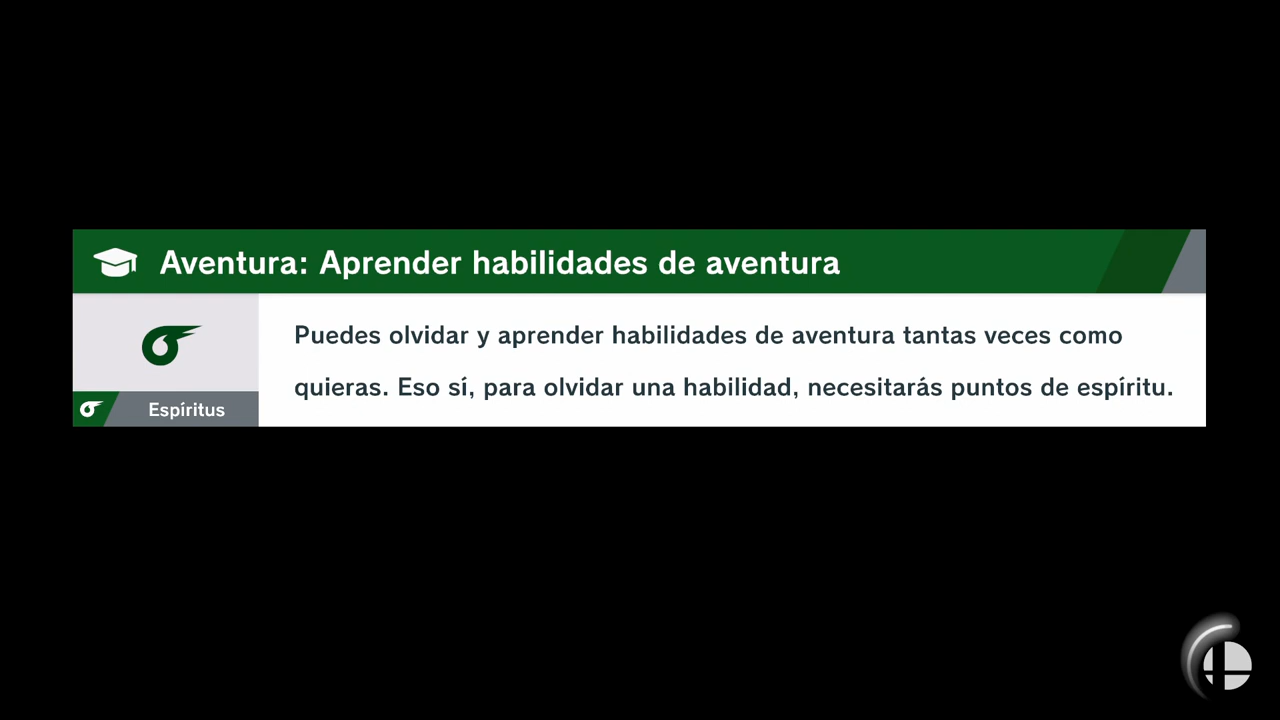 Aventura: Aprender habilidades de aventura
Puedes olvidar y aprender habilidades de aventura tantas veces como
quieras. Eso sí, para olvidar una habilidad, necesitarás puntos de espíritu.
Espíritus